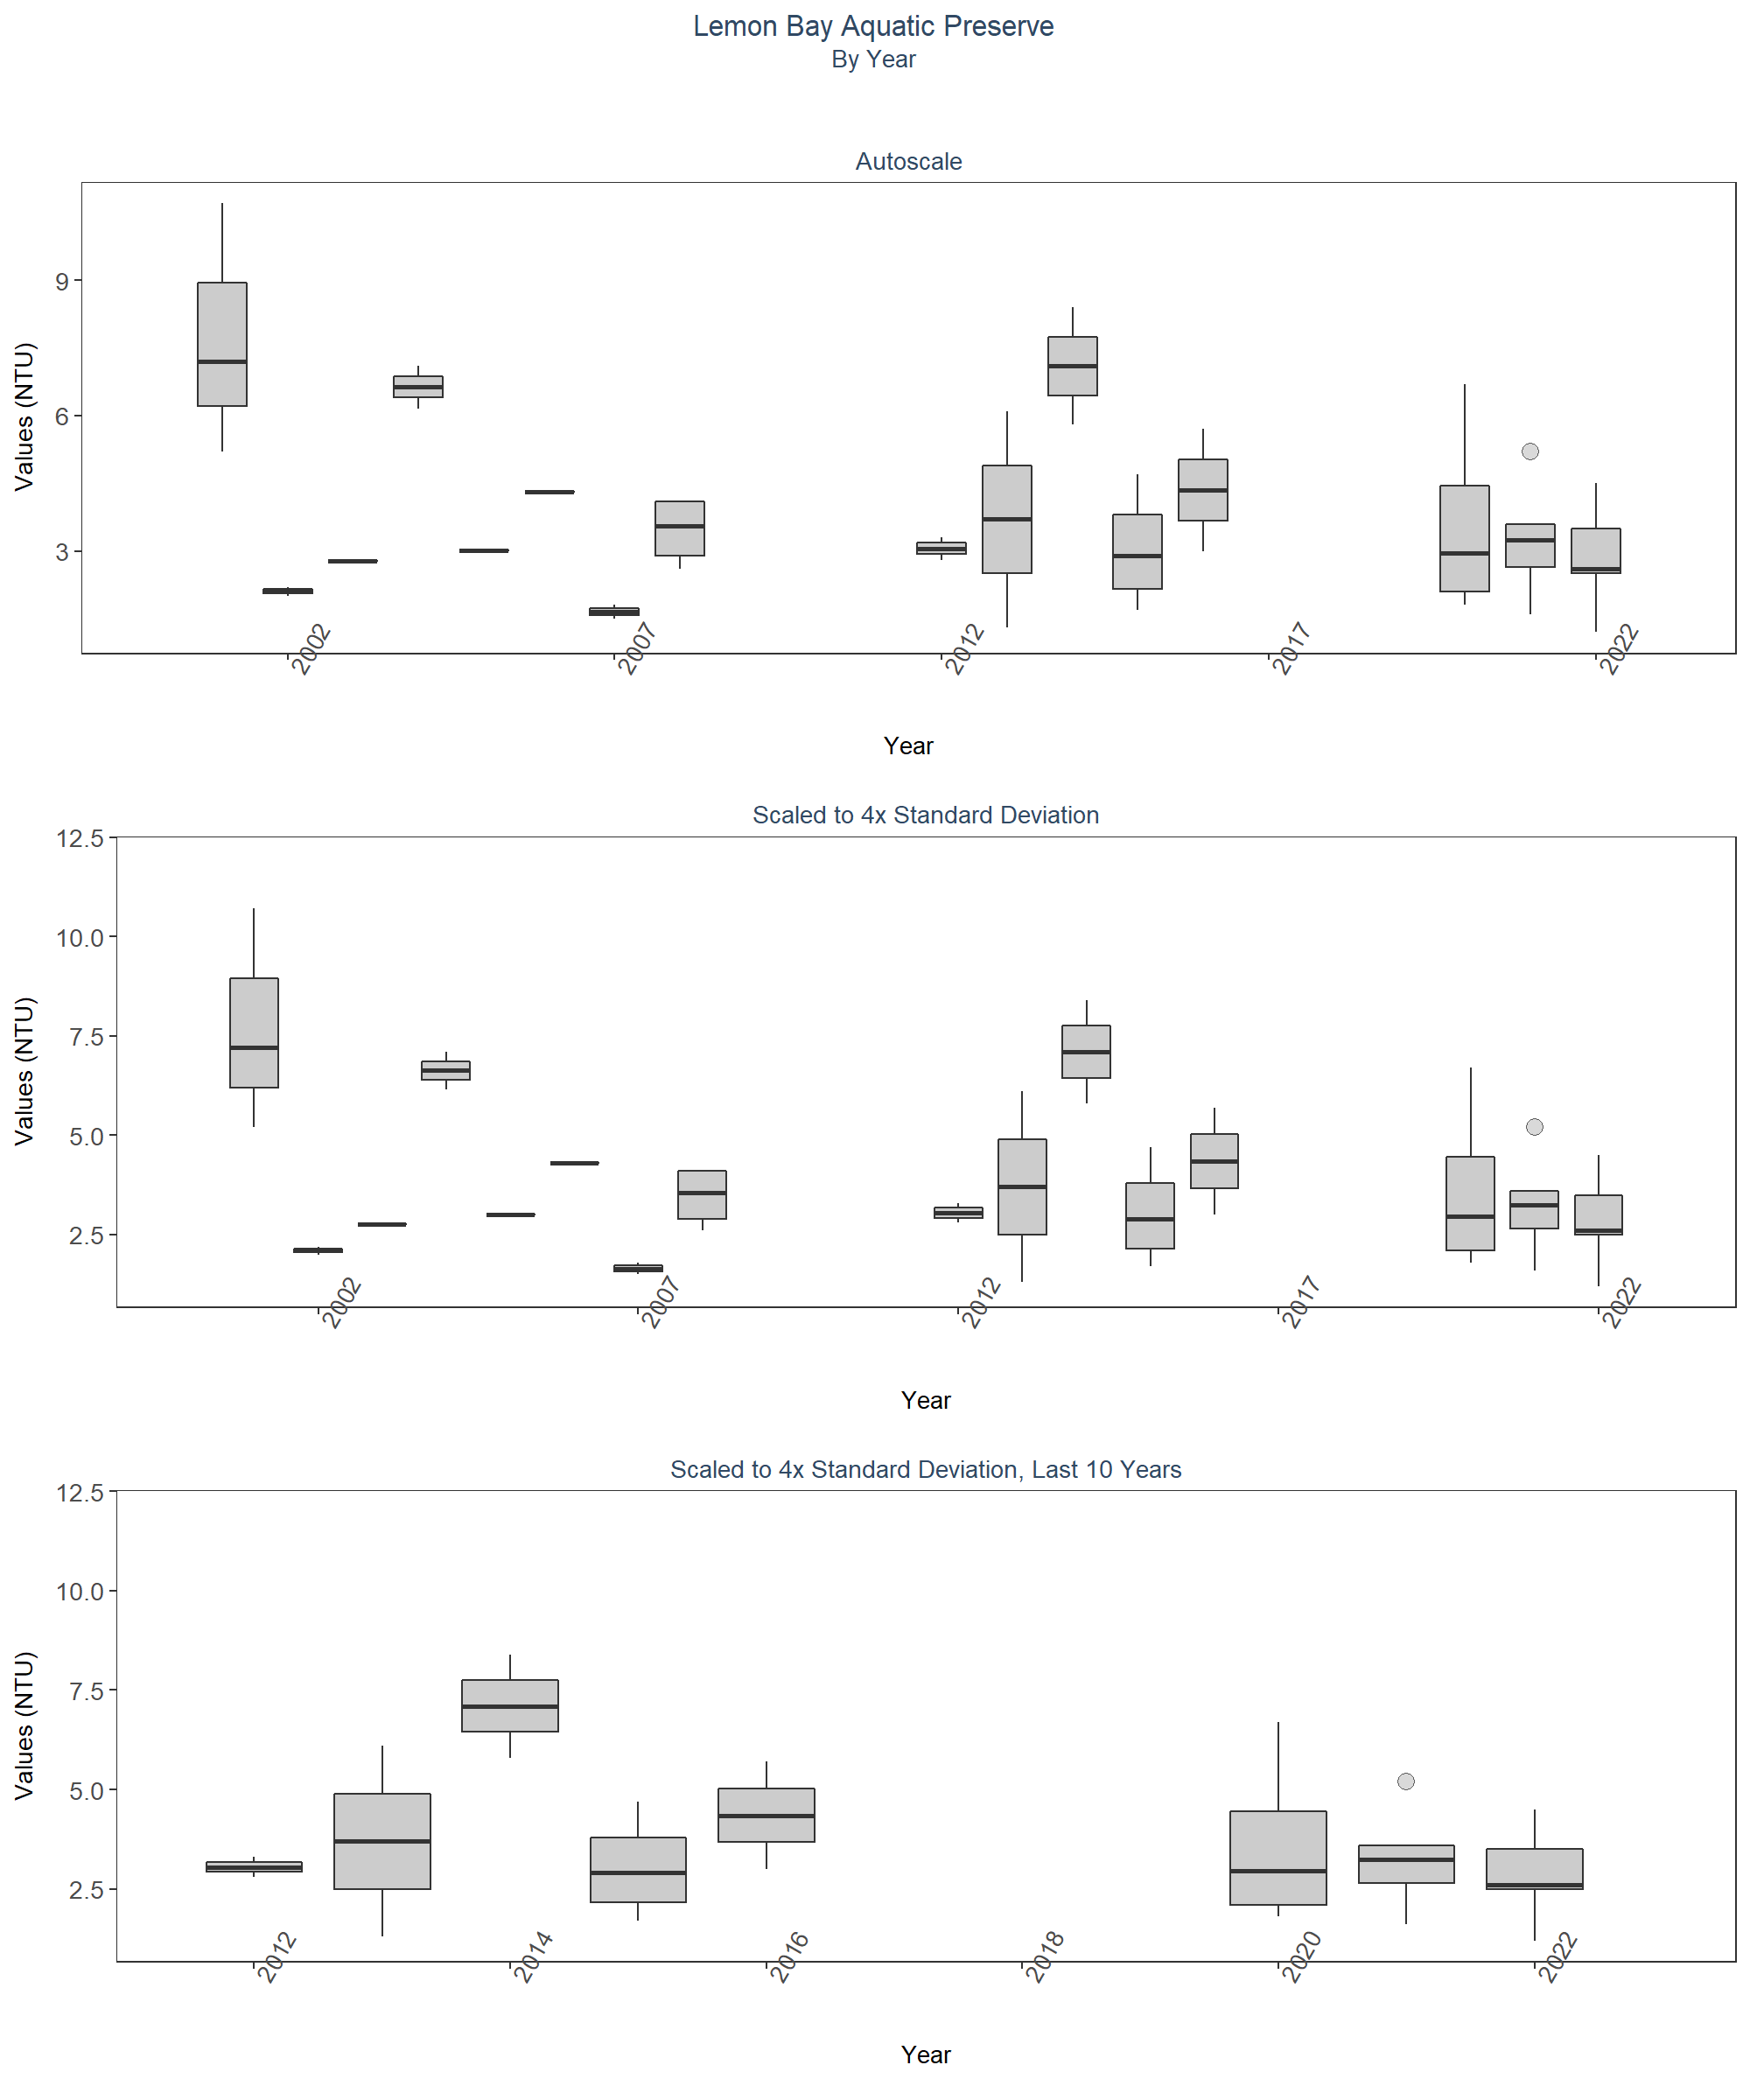 Lemon Bay Aquatic Preserve
By Year
Autoscale
Values (NTU)
9
6
3
2002
2007
2012
2017
2022
Year
Scaled to 4x Standard Deviation
Values (NTU)
12.5
10.0
7.5
5.0
2.5
2002
2007
2012
2017
2022
Year
Scaled to 4x Standard Deviation, Last 10 Years
Values (NTU)
12.5
10.0
7.5
5.0
2.5
2012
2014
2016
2018
2020
2022
Year